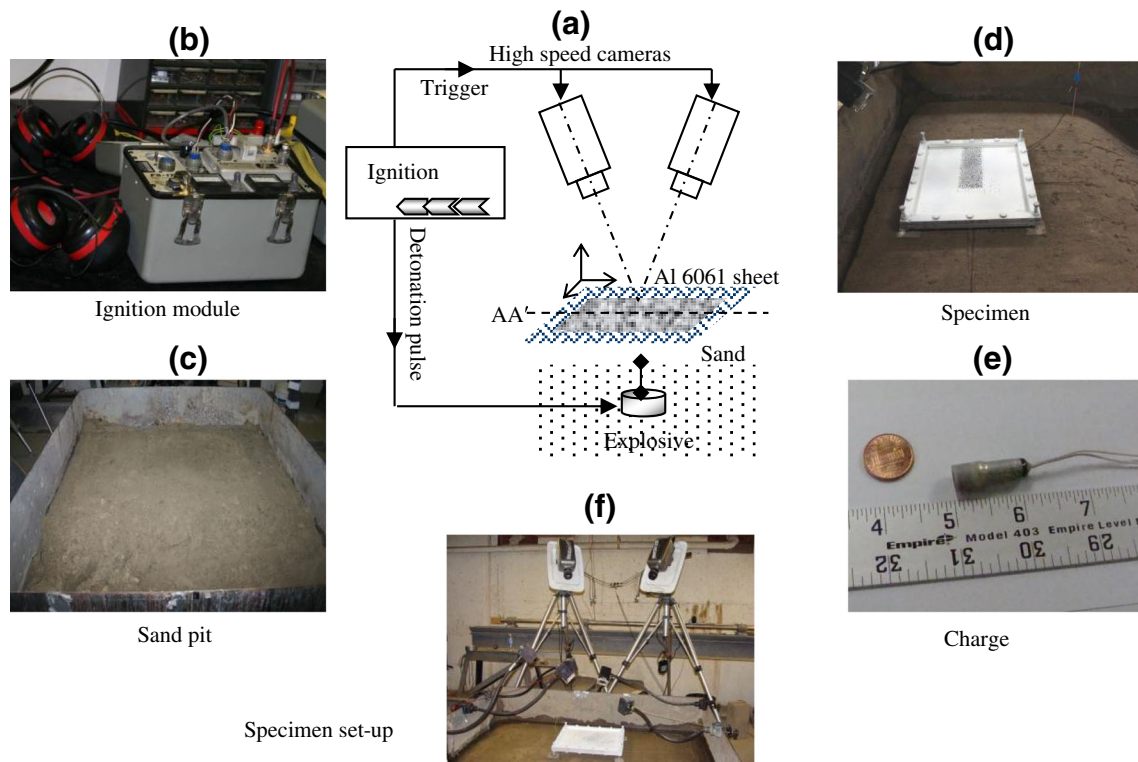 (a)
(b)
(d)
High speed cameras
Trigger
Ignition
Detonation pulse
Al 6061 sheet
AA'
Sand
Explosive
Ignition module
Specimen
(c)
(e)
4 5 6 7
Empire Model 403 Empire Level
32 31 30 29
Sand pit
Charge
(f)
Specimen set-up